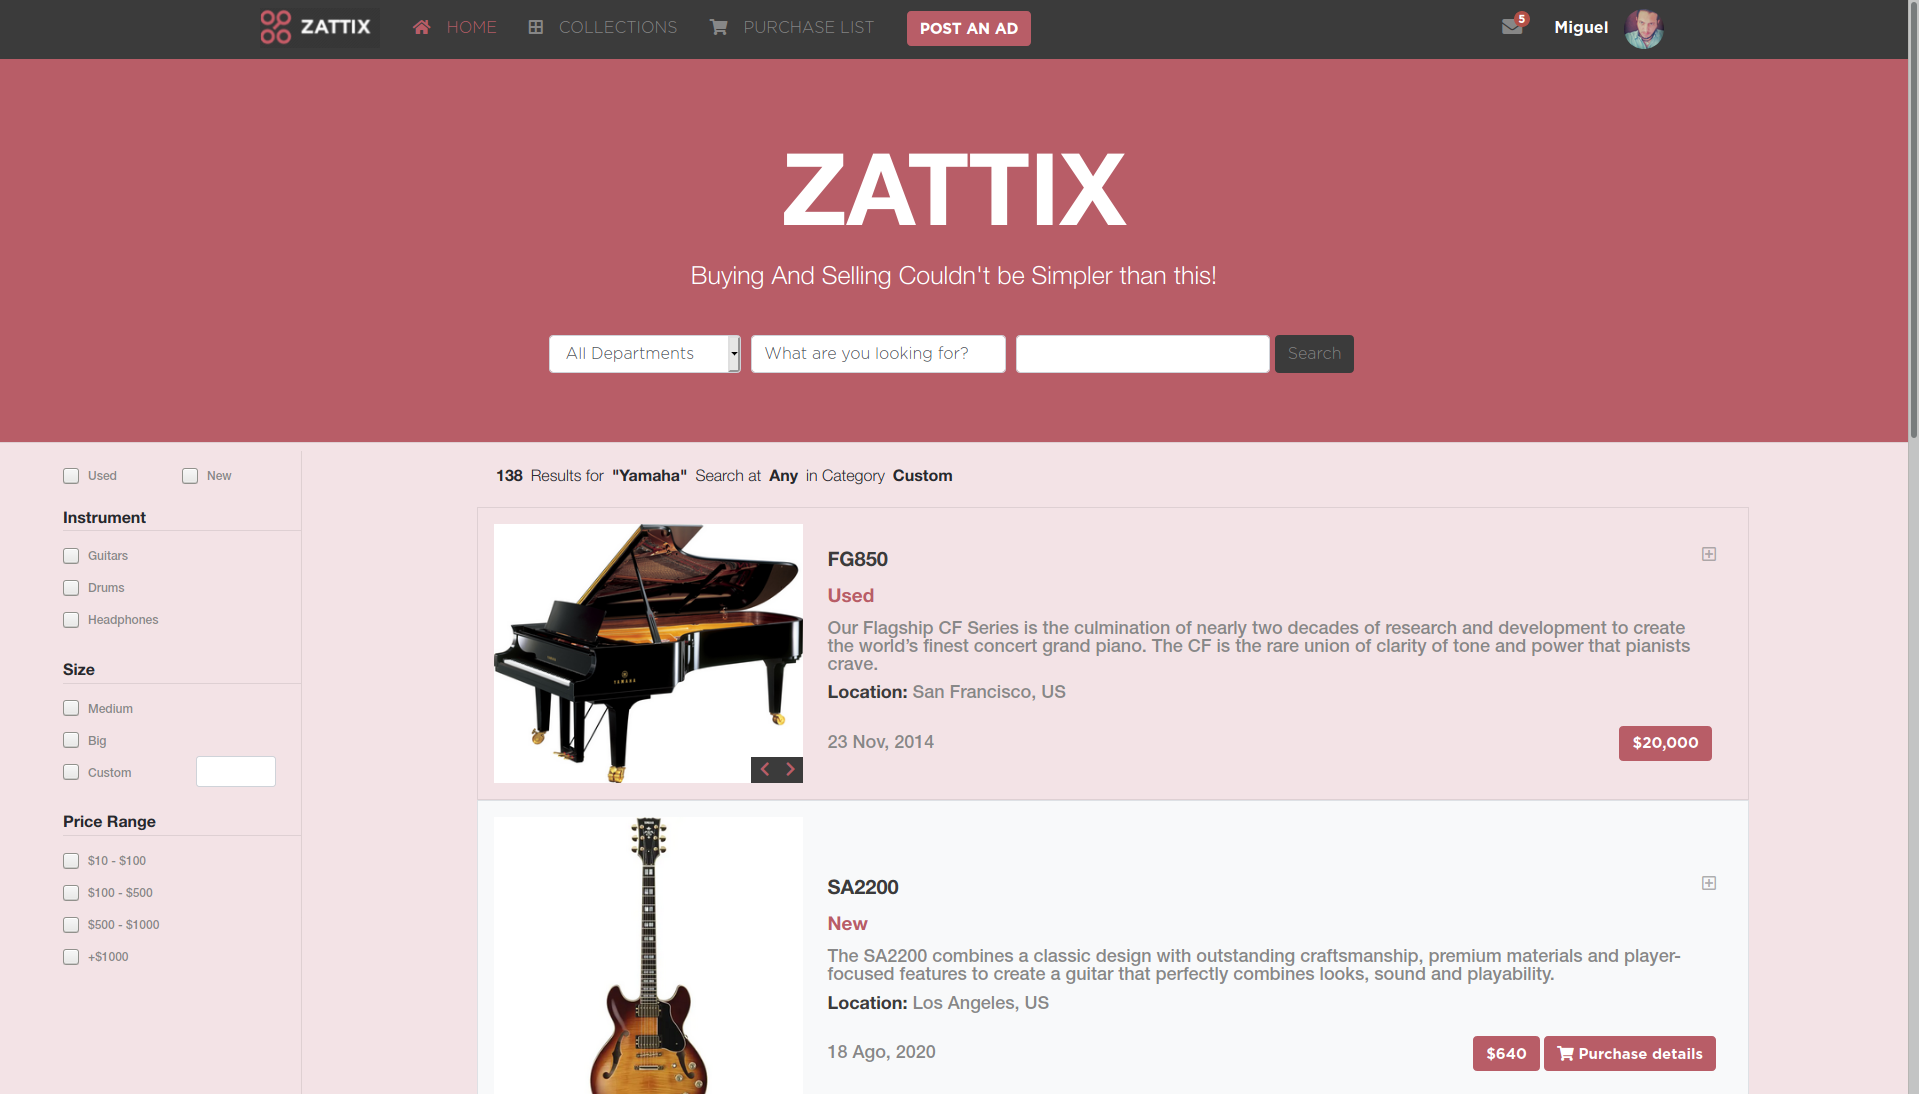 ZATTIX
HOME
COLLECTIONS
PURCHASE LIST
POST AN AD
5
Miguel
ZATTIX
Buying And Selling Couldn't be Simpler than this!
All Departments
What are you looking for?
Search
Used
New
Instrument
Guitars
Drums
Headphones
Size
Medium
Big
Custom
Price Range
$10 - $100
$100 - $500
$500 - $1000
+$1000
138 Results for "Yamaha" Search at Any in Category Custom
YAMAHA
FG850
Used
Our Flagship CF Series is the culmination of nearly two decades of research and development to create
the world’s finest concert grand piano. The CF is the rare union of clarity of tone and power that pianists
crave.
Location: San Francisco, US
23 Nov, 2014
$20,000
SA2200
New
The SA2200 combines a classic design with outstanding craftsmanship, premium materials and player-
focused features to create a guitar that perfectly combines looks, sound and playability.
Location: Los Angeles, US
18 Ago, 2020
$640
Purchase details